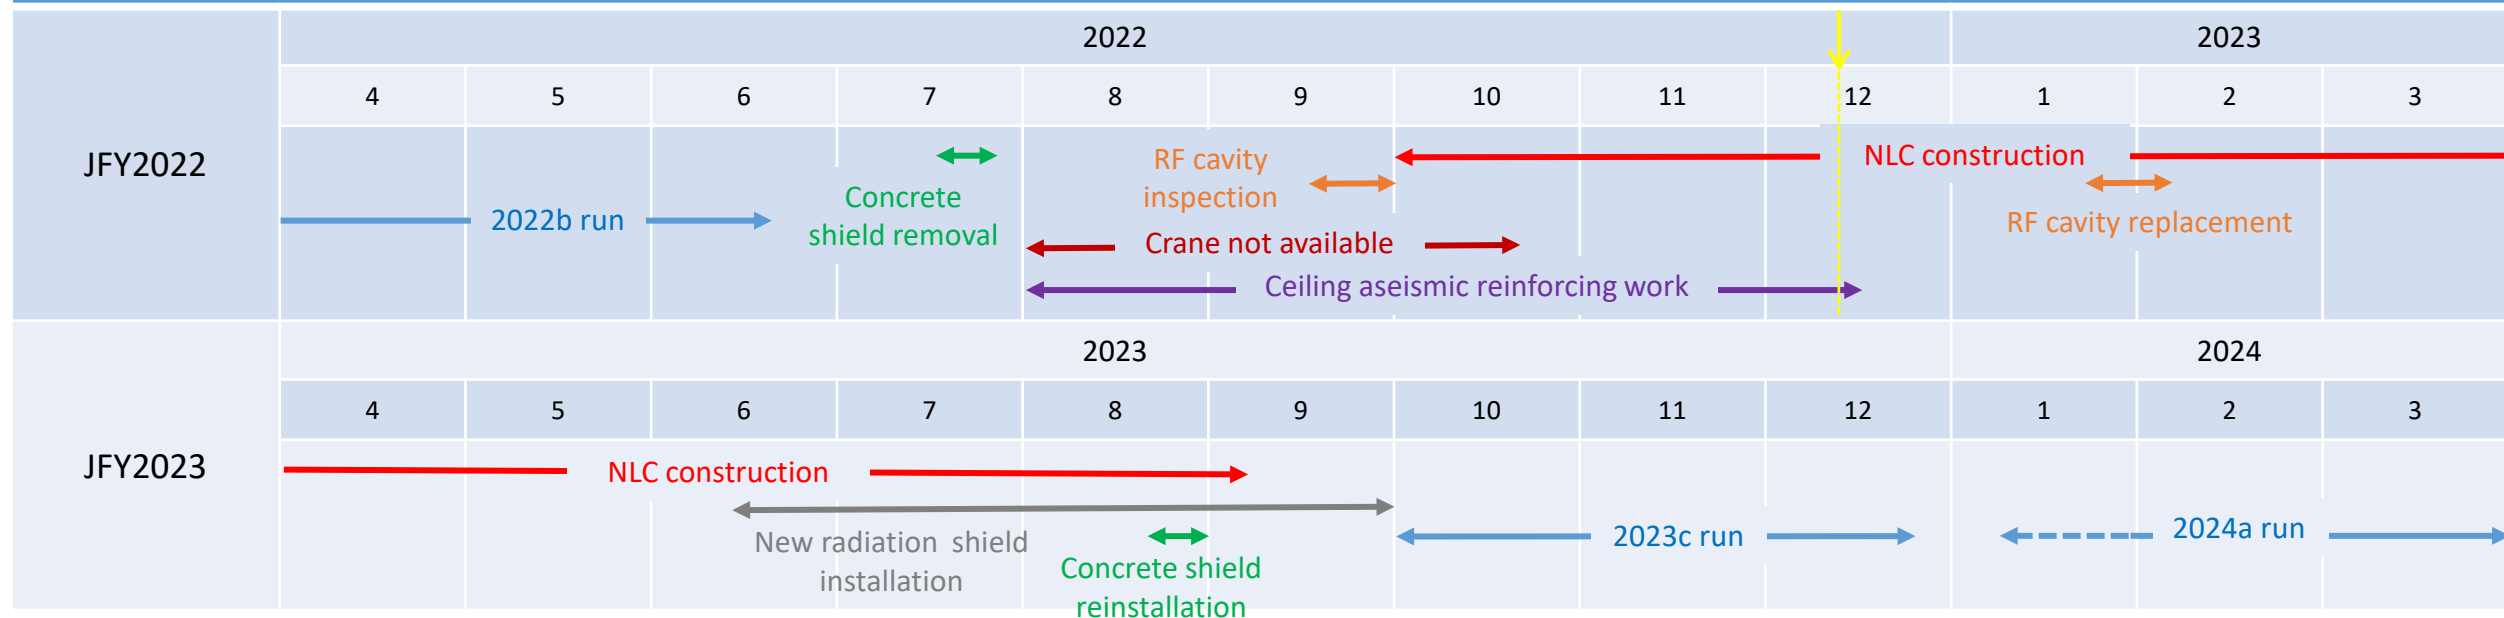 2022
2023
4
5
6
7
8
9
10
11
12
1
2
3
JFY2022
RF cavity
inspection
NLC construction
Concrete
shield removal
2022b run
RF cavity replacement
Crane not available
Ceiling aseismic reinforcing work
2023
2024
4
5
6
7
8
9
10
11
12
1
2
3
JFY2023
NLC construction
New radiation  shield
installation
2023c run
2024a run
Concrete shield
reinstallation